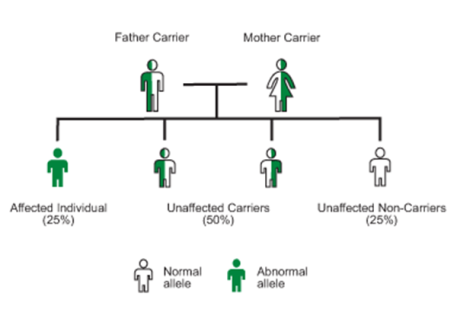 Father Carrier
Mother Carrier
Affected Individual
(25%)
Unaffected Carriers
(50%)
Unaffected Non-Carriers
(25%)
Normal
allele
Abnormal
allele